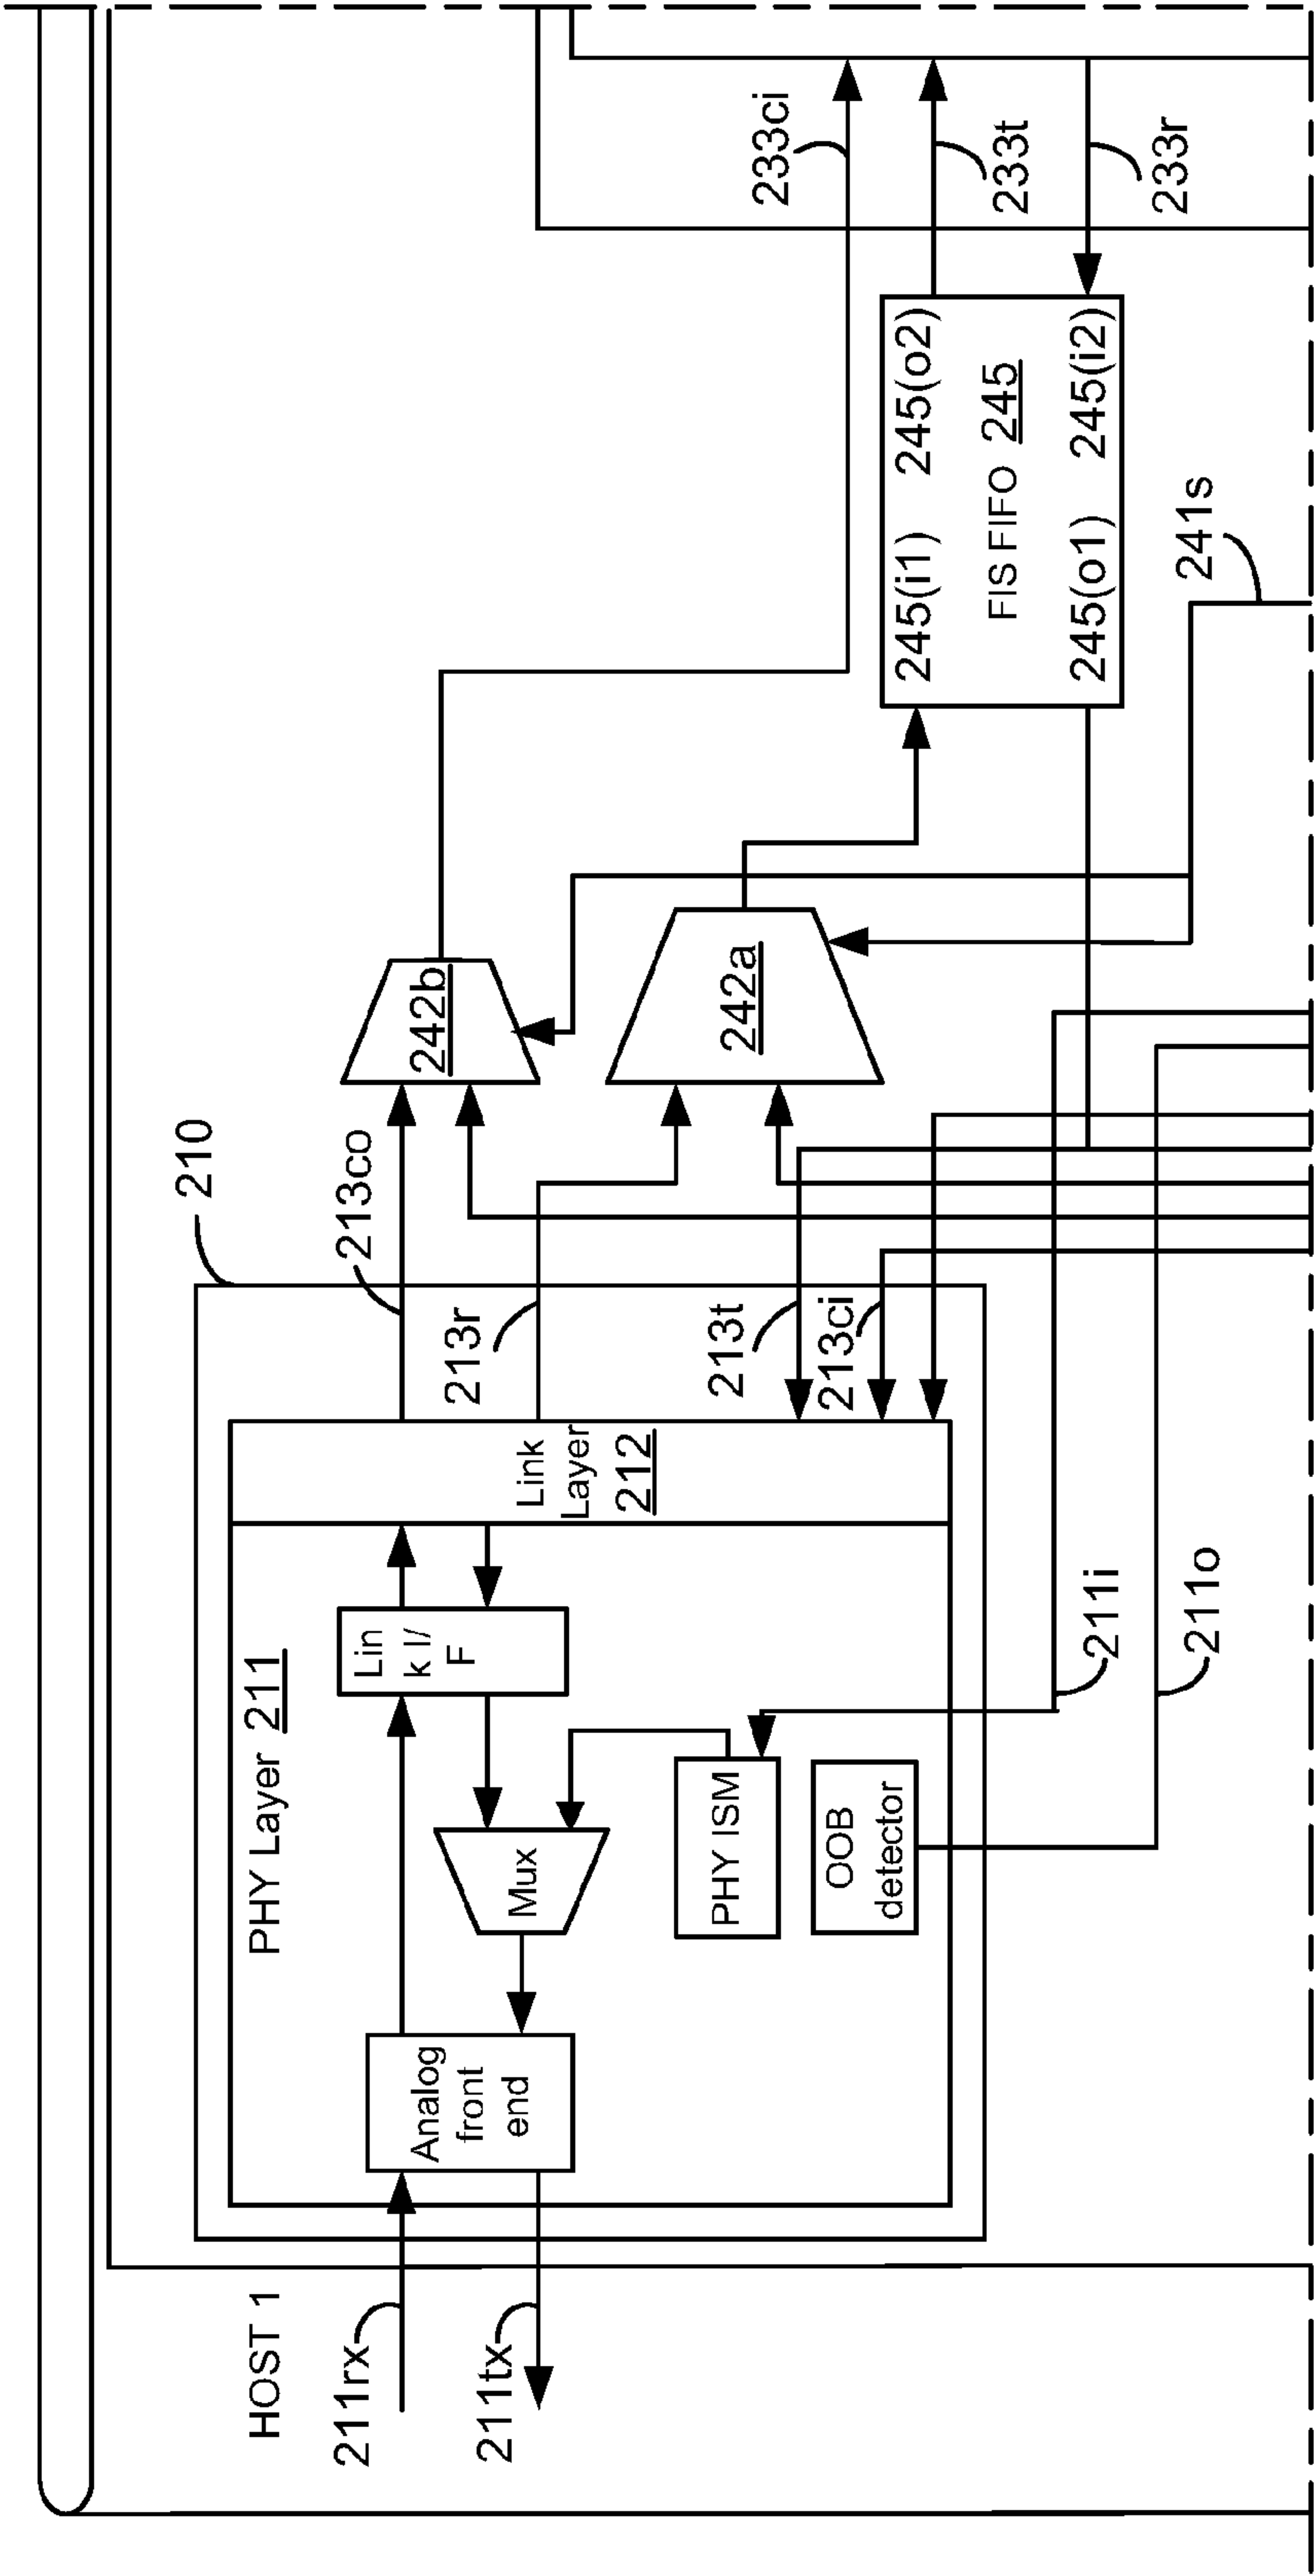 HOST 1
211rx
211tx
210
PHY Layer 211
Analog
front
end
Mux
Lin
k I/
F
PHY ISM
OOB
detector
Link
Layer
212
213co
213r
213t
213ci
211i
211o
242b
242a
245(i1) 245(o2)
FIS FIFO 245
245(o1) 245(i2)
241s
233ci
233t
233r